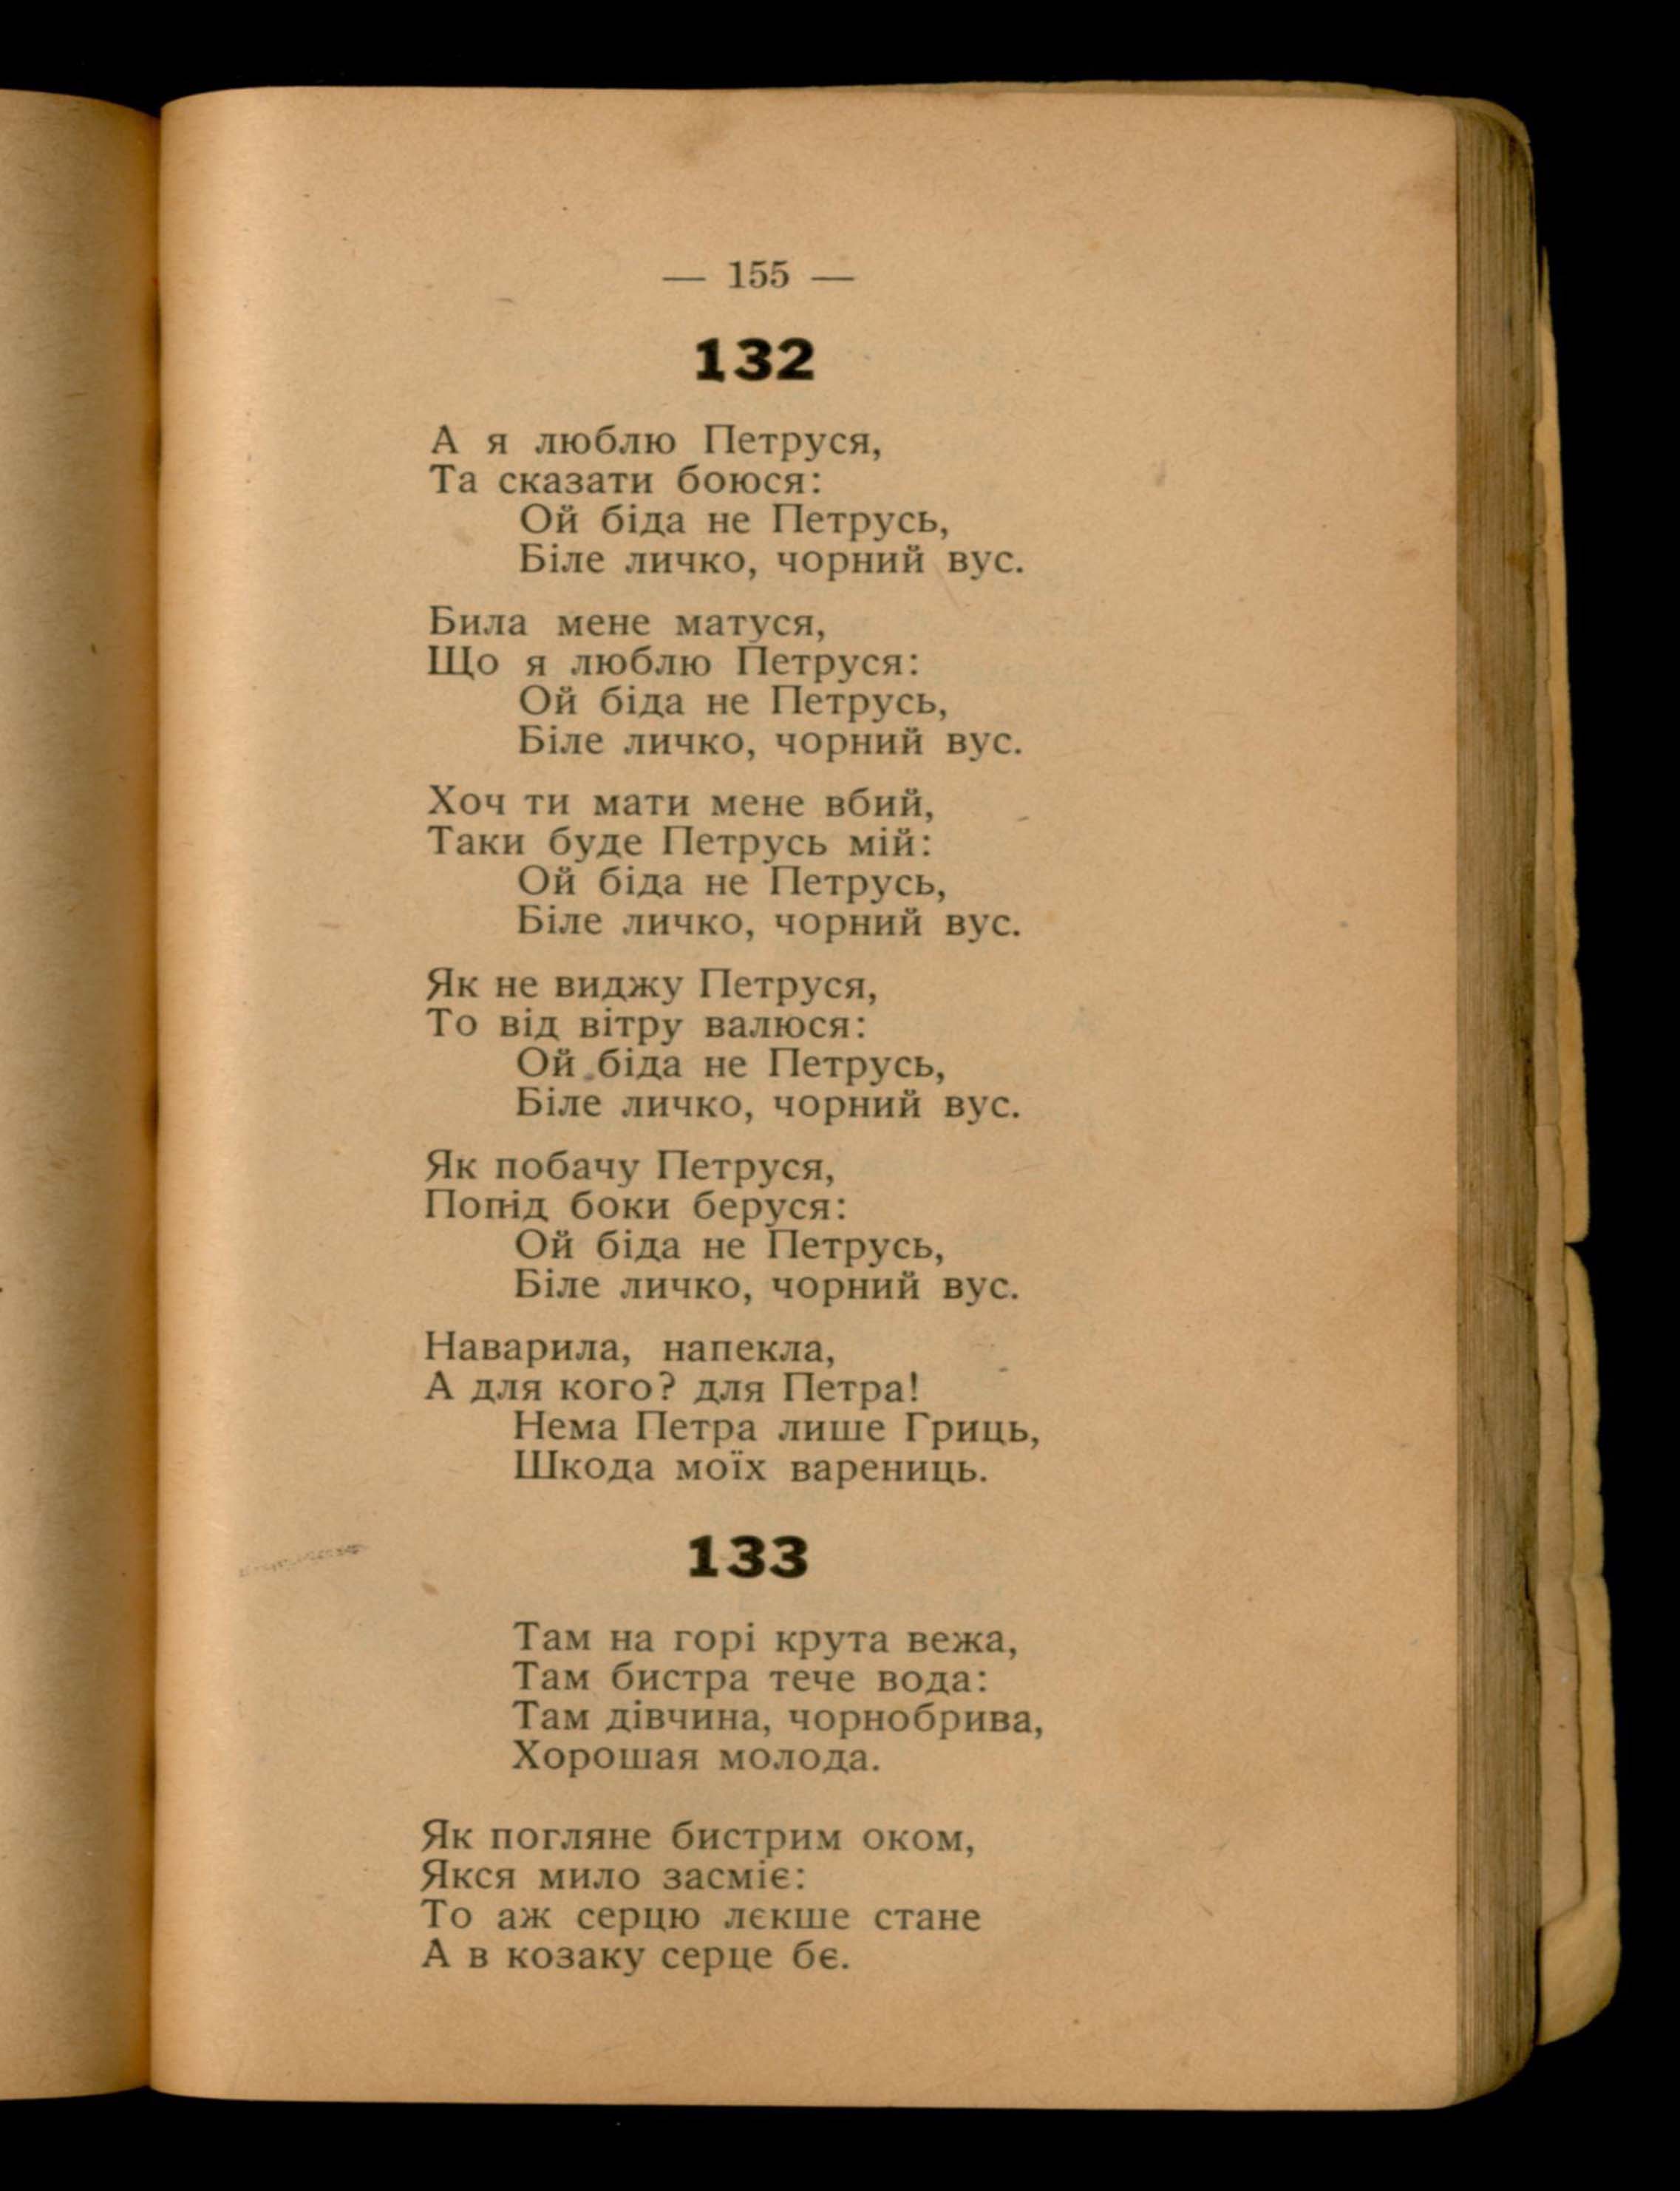 — 155 —
132
А я люблю Петруся,
Та сказати боюся:
Ой біда не Петрусь,
Біле личко, чорний вус.
Била мене матуся,
Що я люблю Петруся:
Ой біда не Петрусь,
Біле личко, чорний вус.
Хоч ти мати мене вбий,
Таки буде Петрусь мій:
Ой біда не Петрусь,
Біле личко, чорний вус.
Як не виджу Петруся,
То від вітру валюся:
Ой біда не Петрусь,
Біле личко, чорний вус.
Як побачу Петруся,
Попід боки беруся:
Ой біда не Петрусь,
Біле личко, чорний вус.
Наварила, напекла,
А для кого? для Петра!
Нема Петра лише Гриць,
Шкода моїх варениць.
133
Там на горі крута вежа,
Там бистра тече вода:
Там дівчина, чорнобрива,
Хорошая молода.
Як погляне бистрим оком,
Якся мило засміє:
То аж серцю лєкше стане
А в козаку серце бє.